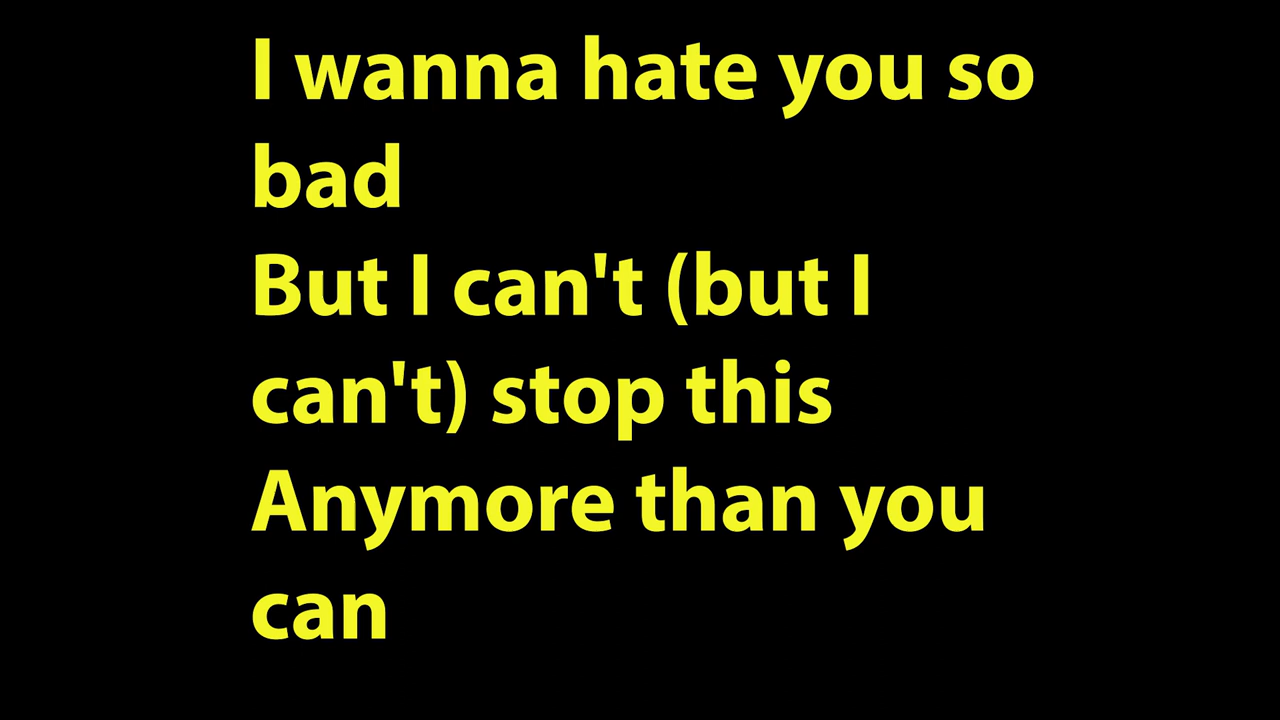 I wanna hate you so
bad
But I can't (but I
can't) stop this
Anymore than you
can